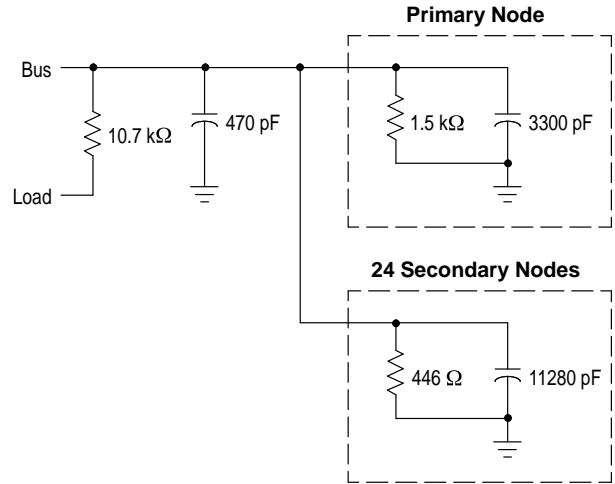 Primary Node
Bus
10.7 kΩ
470 pF
1.5 kΩ
3300 pF
Load
24 Secondary Nodes
446 Ω
11280 pF